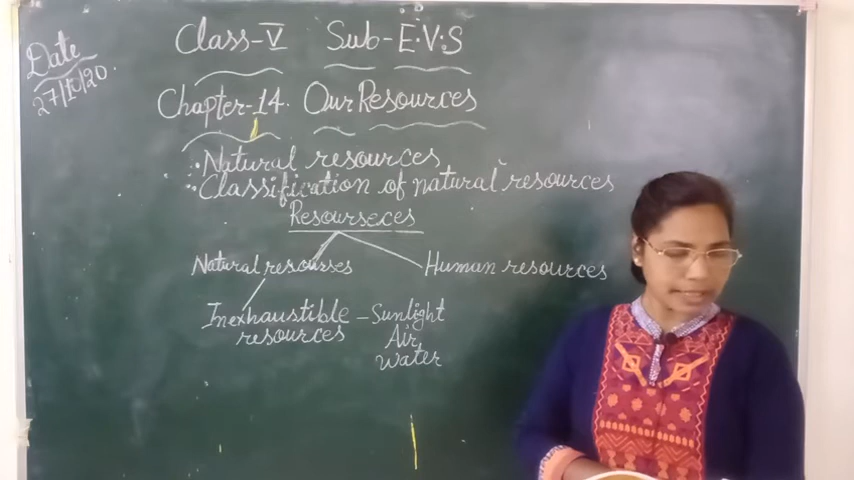 Date
27/10/20.
Class-V Sub-E.V.S
Chapter-14. Our Resources
Natural resources
Classification of natural resources
Resourseces
Natural resourses Human resources
Inexhaustible - Sunlight
resources Air,
Water